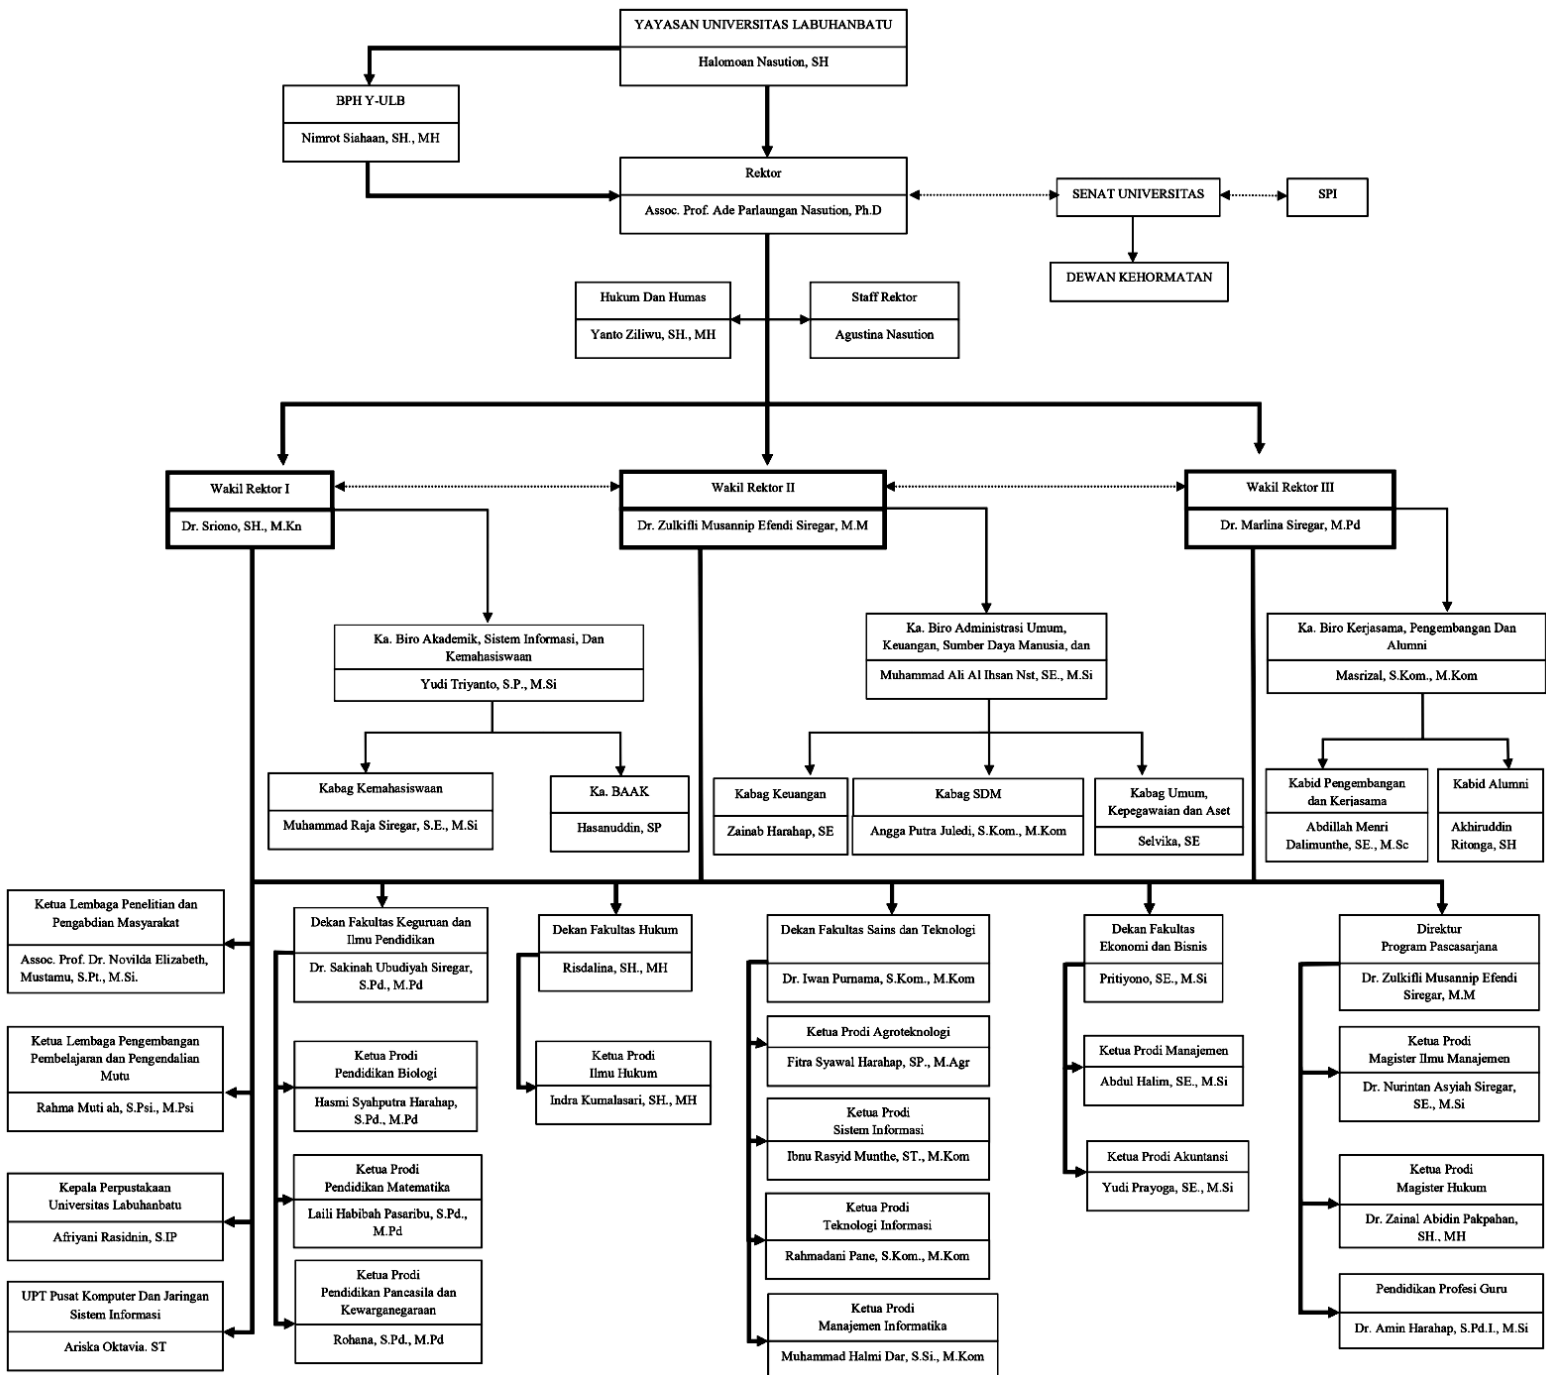 YAYASAN UNIVERSITAS LABUHANBATU
Halomoan Nasution, SH
BPH Y-ULB
Nimrot Siahaan, SH., MH
Rektor
Assoc. Prof. Ade Parlaungan Nasution, Ph.D
SENAT UNIVERSITAS
SPI
DEWAN KEHORMATAN
Hukum Dan Humas
Yanto Ziliwu, SH., MH
Staff Rektor
Agustina Nasution
Wakil Rektor I
Dr. Sriono, SH., M.Kn
Wakil Rektor II
Dr. Zulkifli Musannip Efendi Siregar, M.M
Wakil Rektor III
Dr. Marlina Siregar, M.Pd
Ka. Biro Akademik, Sistem Informasi, Dan
Kemahasiswaan
Yudi Triyanto, S.P., M.Si
Ka. Biro Administrasi Umum,
Keuangan, Sumber Daya Manusia, dan
Muhammad Ali Al Ihsan Nst, SE., M.Si
Ka. Biro Kerjasama, Pengembangan Dan
Alumni
Masrizal, S.Kom., M.Kom
Kabag Kemahasiswaan
Muhammad Raja Siregar, S.E., M.Si
Ka. BAAK
Hasanuddin, SP
Kabag Keuangan
Zainab Harahap, SE
Kabag SDM
Angga Putra Juledi, S.Kom., M.Kom
Kabag Umum,
Kepegawaian dan Aset
Selvika, SE
Kabid Pengembangan
dan Kerjasama
Abdillah Menri
Dalimunthe, SE., M.Sc
Kabid Alumni
Akhiruddin
Ritonga, SH
Ketua Lembaga Penelitian dan
Pengabdian Masyarakat
Assoc. Prof. Dr. Novilda Elizabeth,
Mustamu, S.Pt., M.Si.
Ketua Lembaga Pengembangan
Pembelajaran dan Pengendalian
Mutu
Rahma Muti ah, S.Psi., M.Psi
Kepala Perpustakaan
Universitas Labuhanbatu
Afriyani Rasidnin, S.IP
UPT Pusat Komputer Dan Jaringan
Sistem Informasi
Ariska Oktavia. ST
Dekan Fakultas Keguruan dan
Ilmu Pendidikan
Dr. Sakinah Ubudiyah Siregar,
S.Pd., M.Pd
Ketua Prodi
Pendidikan Biologi
Hasmi Syahputra Harahap,
S.Pd., M.Pd
Ketua Prodi
Pendidikan Matematika
Laili Habibah Pasaribu, S.Pd.,
M.Pd
Ketua Prodi
Pendidikan Pancasila dan
Kewarganegaraan
Rohana, S.Pd., M.Pd
Dekan Fakultas Hukum
Risdalina, SH., MH
Ketua Prodi
Ilmu Hukum
Indra Kumalasari, SH., MH
Dekan Fakultas Sains dan Teknologi
Dr. Iwan Purnama, S.Kom., M.Kom
Ketua Prodi Agroteknologi
Fitra Syawal Harahap, SP., M.Agr
Ketua Prodi
Sistem Informasi
Ibnu Rasyid Munthe, ST., M.Kom
Ketua Prodi
Teknologi Informasi
Rahmadani Pane, S.Kom., M.Kom
Ketua Prodi
Manajemen Informatika
Muhammad Halmi Dar, S.Si., M.Kom
Dekan Fakultas
Ekonomi dan Bisnis
Pritiyono, SE., M.Si
Ketua Prodi Manajemen
Abdul Halim, SE., M.Si
Ketua Prodi Akuntansi
Yudi Prayoga, SE., M.Si
Direktur
Program Pascasarjana
Dr. Zulkifli Musannip Efendi
Siregar, M.M
Ketua Prodi
Magister Ilmu Manajemen
Dr. Nurintan Asyiah Siregar,
SE., M.Si
Ketua Prodi
Magister Hukum
Dr. Zainal Abidin Pakpahan,
SH., MH
Pendidikan Profesi Guru
Dr. Amin Harahap, S.Pd.I., M.Si